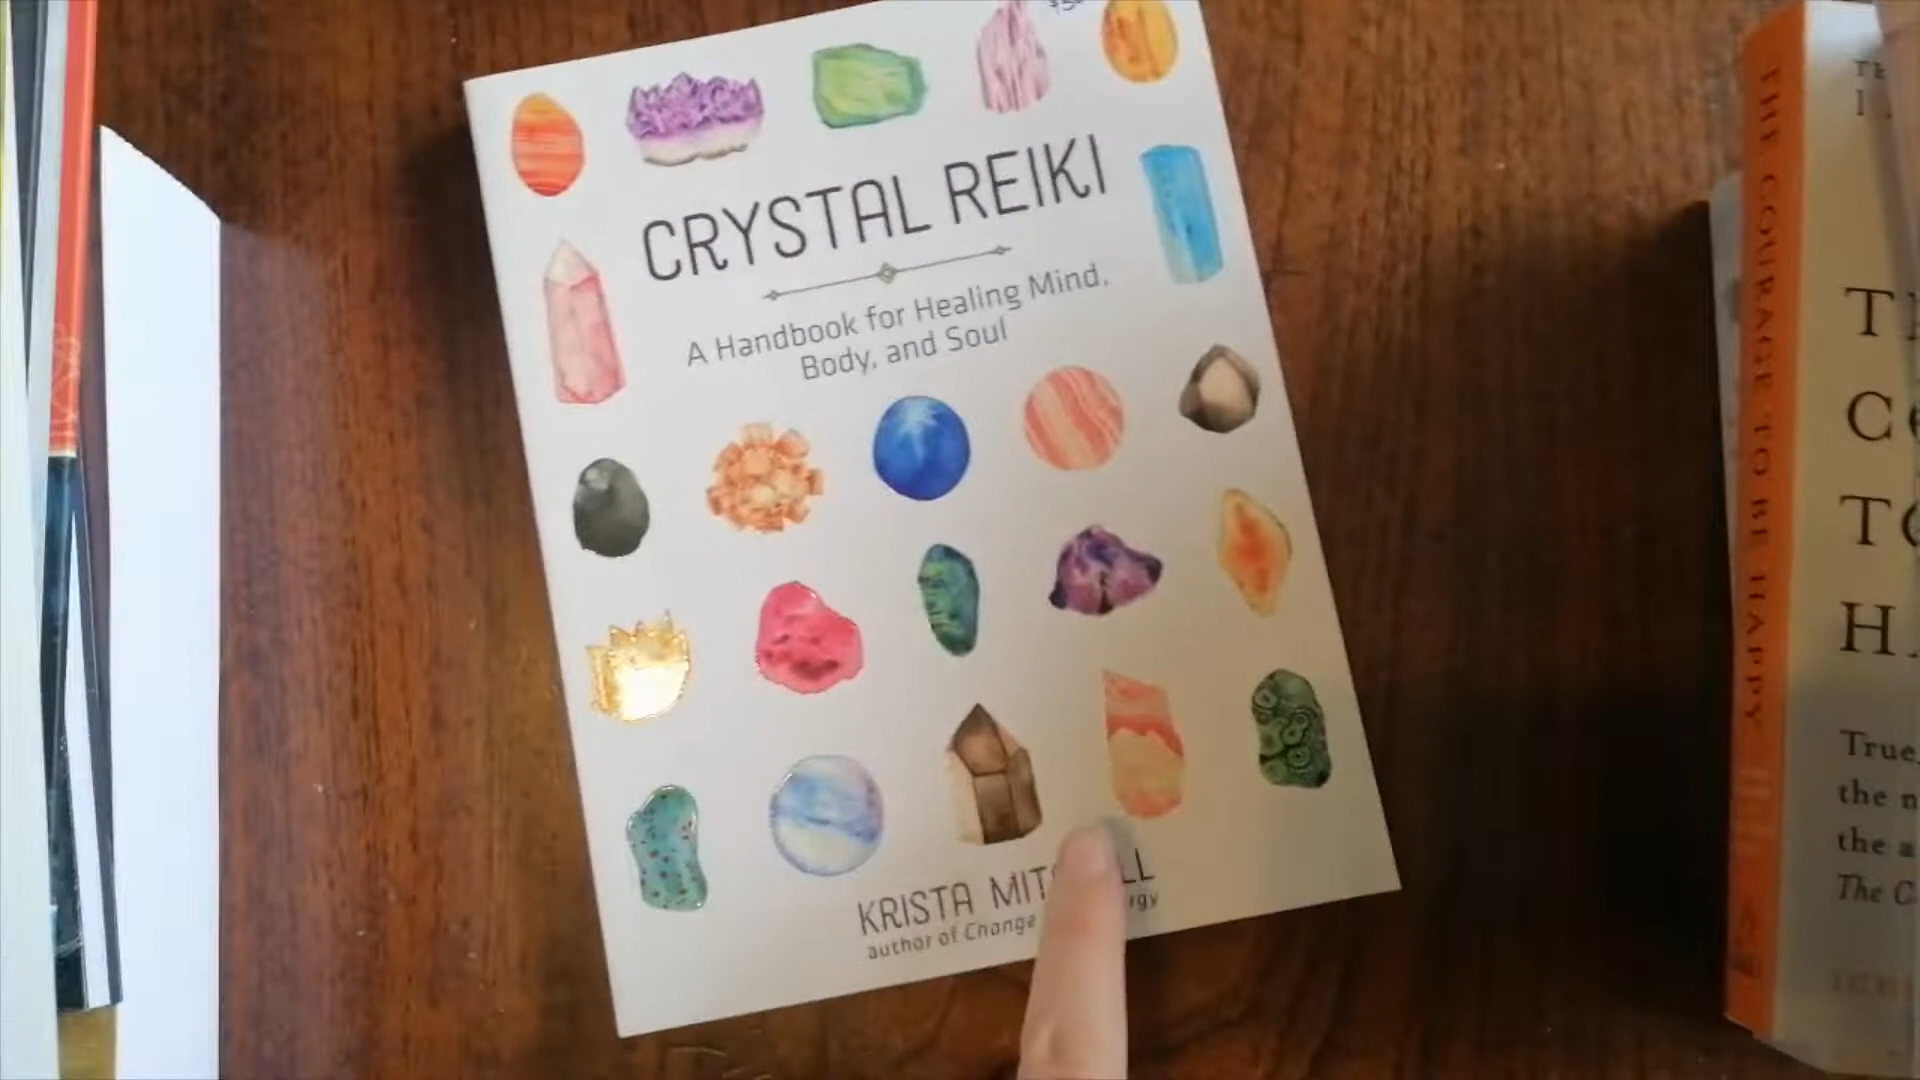 CRYSTAL REIKI
A Handbook for Healing Mind,
Body, and Soul
KRISTA
author of Change
THE COURAGE TO BE HAPPY
True
the
the
The